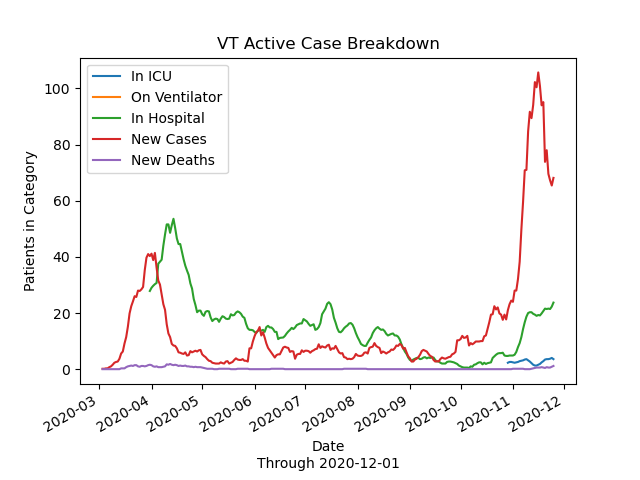 VT Active Case Breakdown
In ICU
On Ventilator
In Hospital
New Cases
New Deaths
Patients in Category
100
80
60
40
20
0
2020-03
2020-04
2020-05
2020-06
2020-07
2020-08
2020-09
2020-10
2020-11
2020-12
Date
Through 2020-12-01